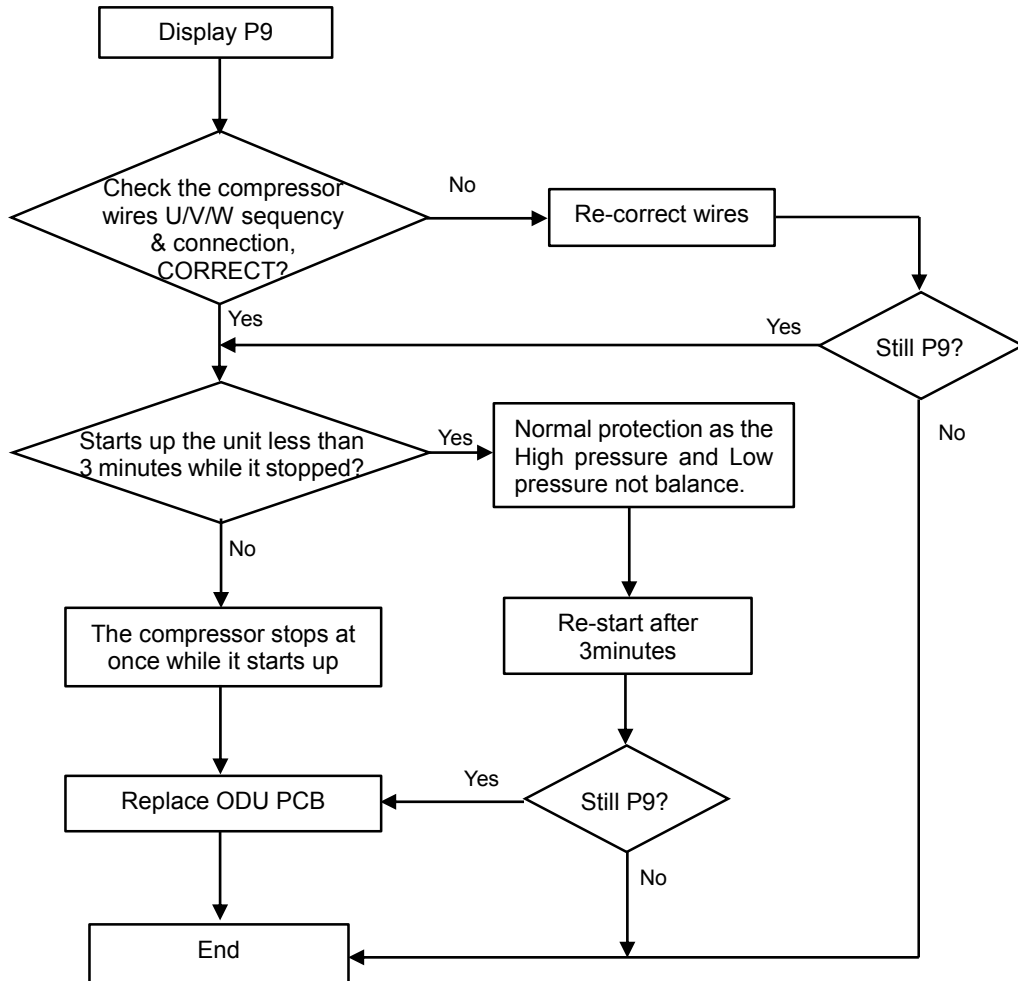 Display P9
Check the compressor
wires U/V/W sequency
& connection,
CORRECT?
No
Re-correct wires
Yes
Yes
Still P9?
No
Starts up the unit less than
3 minutes while it stopped?
Yes
Normal protection as the
High pressure and Low
pressure not balance.
No
The compressor stops at
once while it starts up
Re-start after
3minutes
Replace ODU PCB
Yes
Still P9?
No
End